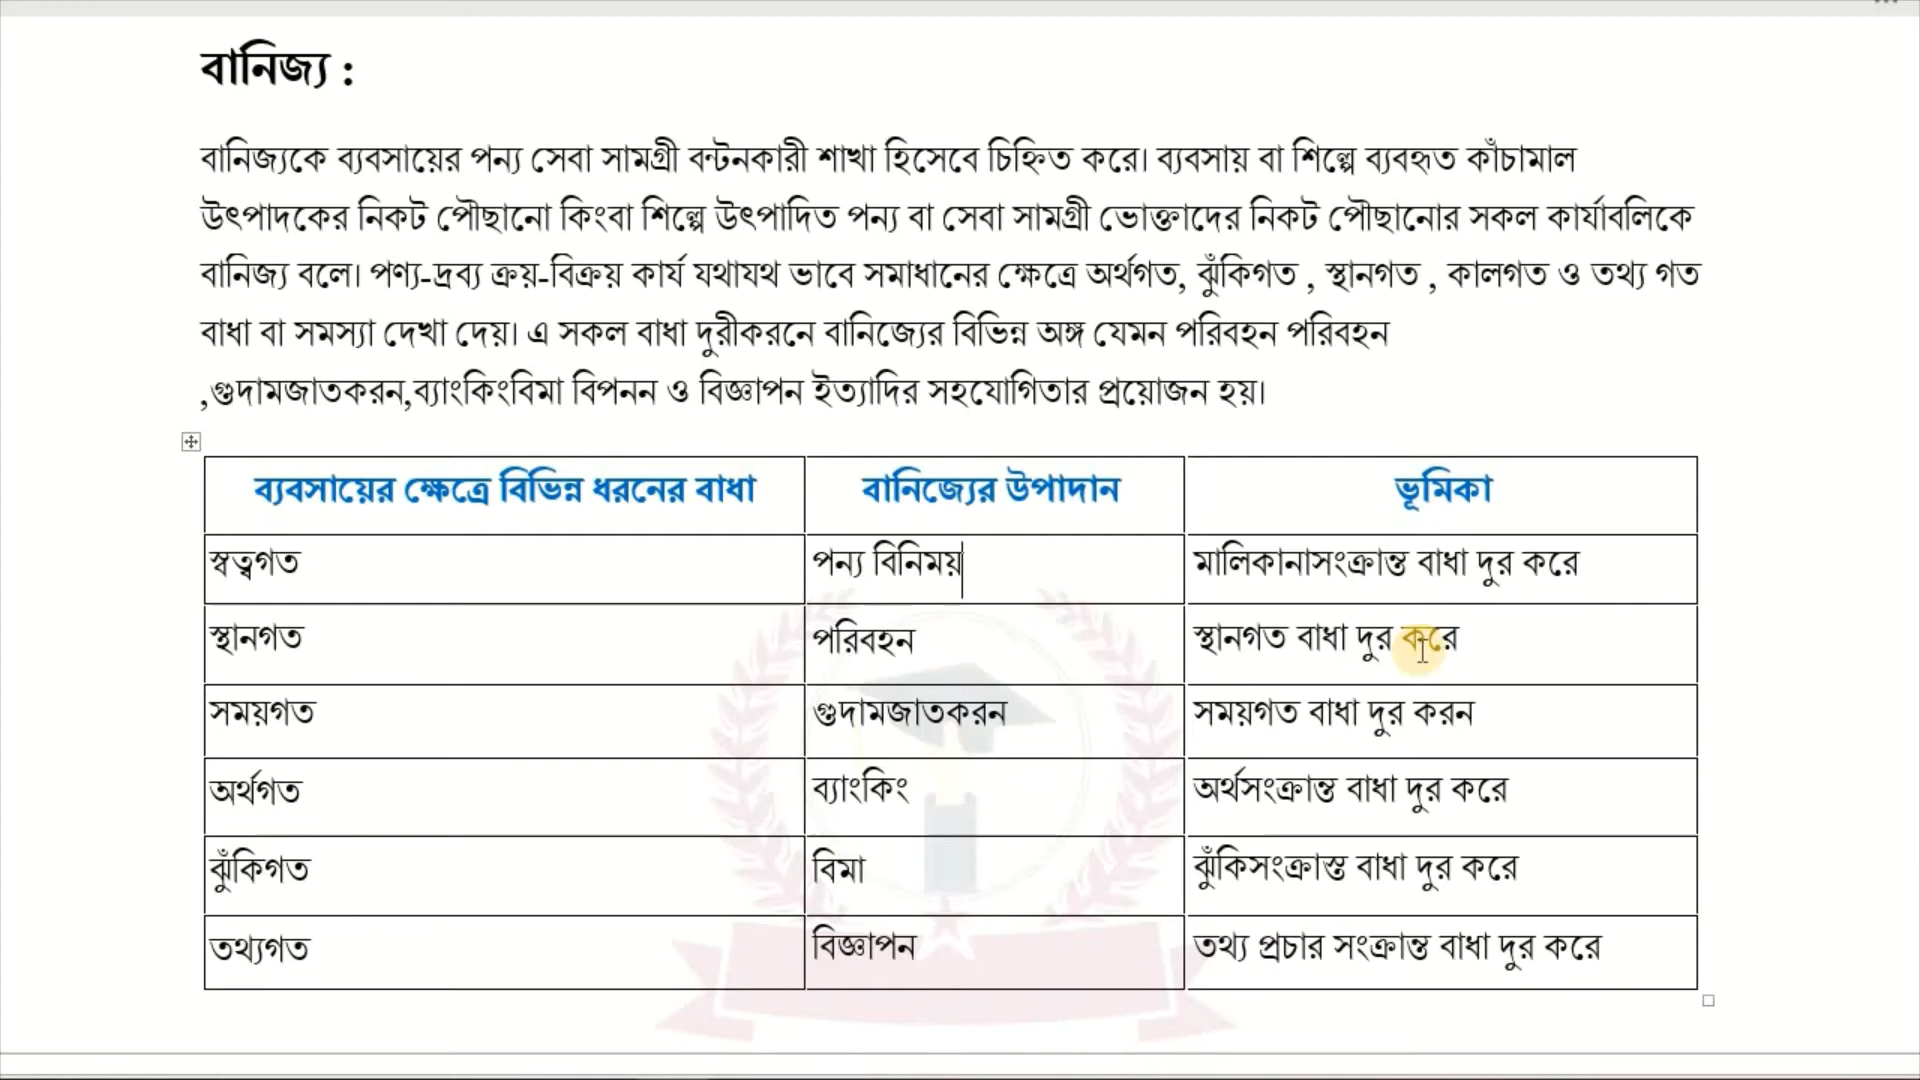 বানিজ্য :
বানিজ্যকে ব্যবসায়ের পন্য সেবা সামগ্রী বন্টনকারী শাখা হিসেবে চিহ্নিত করে। ব্যবসায় বা শিল্পে ব্যবহৃত কাঁচামাল
উৎপাদকের নিকট পৌছানো কিংবা শিল্পে উৎপাদিত পন্য বা সেবা সামগ্রী ভোক্তাদের নিকট পৌছানোর সকল কার্যাবলিকে
বানিজ্য বলে। পণ্য-দ্রব্য ক্রয়-বিক্রয় কার্য যথাযথ ভাবে সমাধানের ক্ষেত্রে অর্থগত, ঝুঁকিগত , স্থানগত , কালগত ও তথ্য গত
বাধা বা সমস্যা দেখা দেয়। এ সকল বাধা দুরীকরনে বানিজ্যের বিভিন্ন অঙ্গ যেমন পরিবহন পরিবহন
,গুদামজাতকরন,ব্যাংকিংবিমা বিপনন ও বিজ্ঞাপন ইত্যাদির সহযোগিতার প্রয়োজন হয়।
ব্যবসায়ের ক্ষেত্রে বিভিন্ন ধরনের বাধা বানিজ্যের উপাদান ভূমিকা
স্বত্বগত পন্য বিনিময় মালিকানাসংক্রান্ত বাধা দুর করে
স্থানগত পরিবহন স্থানগত বাধা দুর করে
সময়গত গুদামজাতকরন সময়গত বাধা দুর করন
অর্থগত ব্যাংকিং অর্থসংক্রান্ত বাধা দুর করে
ঝুঁকিগত বিমা ঝুঁকিসংক্রাস্ত বাধা দুর করে
তথ্যগত বিজ্ঞাপন তথ্য প্রচার সংক্রান্ত বাধা দুর করে